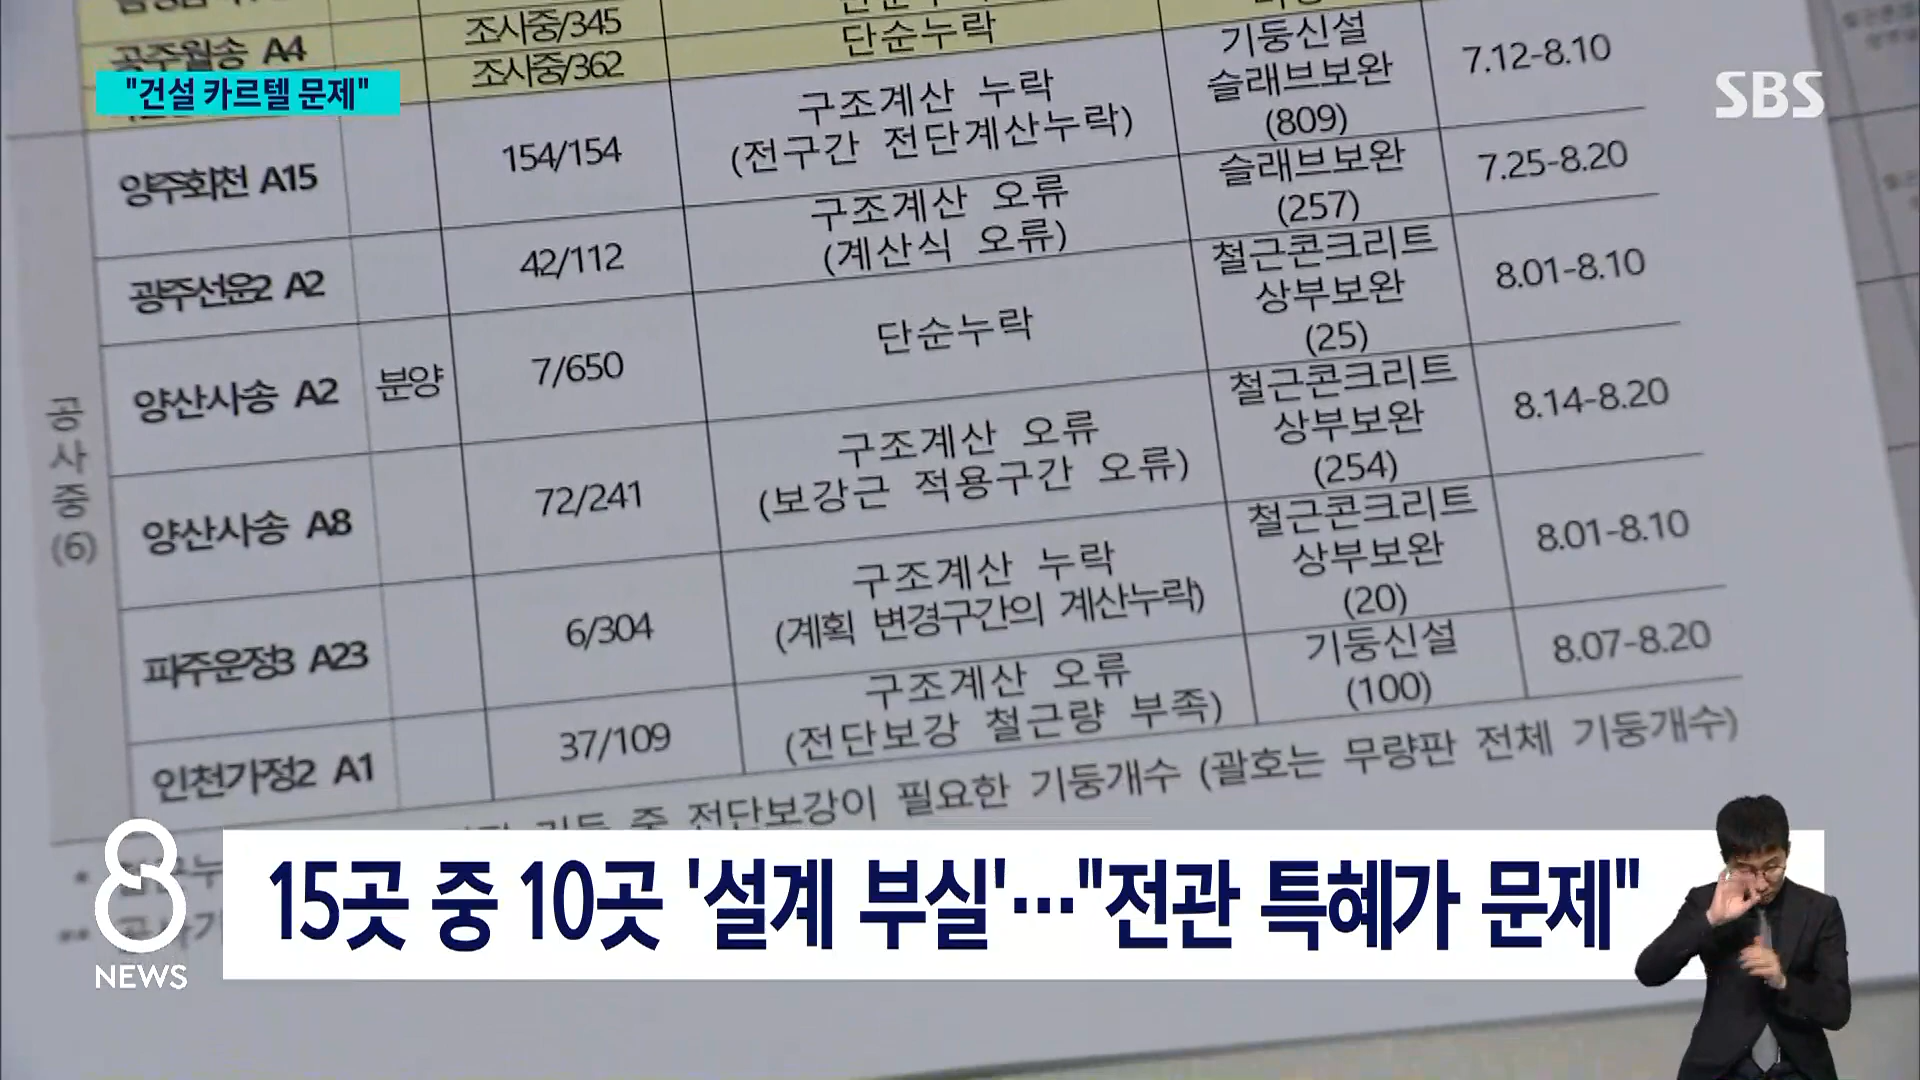 공주월송 A4
조사중/345
단순누락
조사중/362
"건설 카르텔 문제"
SBS
공사중(6)
양주회천 A15
154/154
구조계산 누락
(전구간 전단계산누락)
기둥신설
슬래브보완
(809)
7.12-8.10
광주선운2 A2
42/112
구조계산 오류
(계산식 오류)
슬래브보완
(257)
7.25-8.20
양산사송 A2
분양
7/650
단순누락
철근콘크리트
상부보완
(25)
8.01-8.10
양산사송 A8
72/241
구조계산 오류
(보강근 적용구간 오류)
철근콘크리트
상부보완
(254)
8.14-8.20
파주운정3 A23
6/304
구조계산 누락
(계획 변경구간의 계산누락)
철근콘크리트
상부보완
(20)
8.01-8.10
인천가정2 A1
37/109
구조계산 오류
(전단보강 철근량 부족)
기둥신설
(100)
8.07-8.20
기둥 중 전단보강이 필요한 기둥개수 (괄호는 무량판 전체 기둥개수)
8
NEWS
15곳 중 10곳 '설계 부실'…"전관 특혜가 문제"